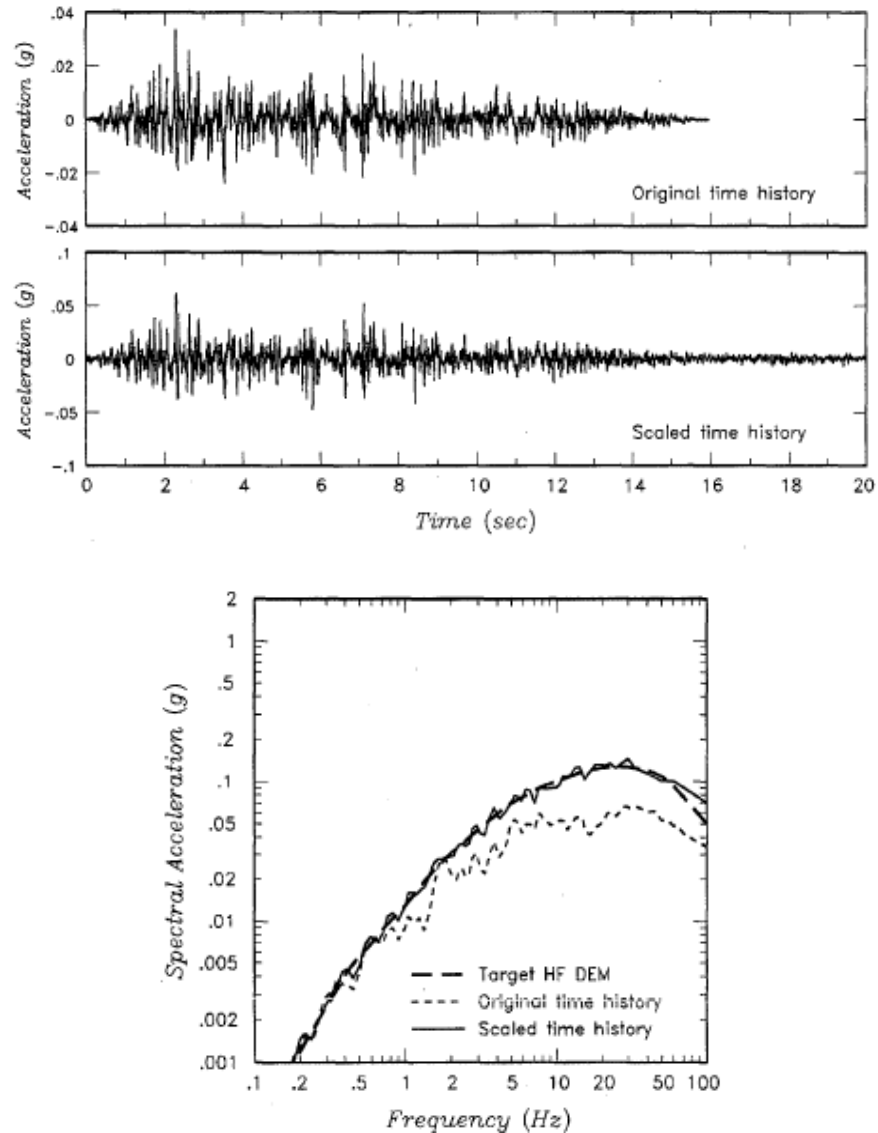 .04
.02
0
-.02
-.04
Acceleration (g)
Original time history
.1
.05
0
-.05
-.1
Acceleration (g)
Scaled time history
0 2 4 6 8 10 12 14 16 18 20
Time (sec)
2
1
.5
.2
.1
.05
.02
.01
.005
.002
.001
Spectral Acceleration (g)
Target HF DEM
Original time history
Scaled time history
.1 .2 .5 1 2 5 10 20 50 100
Frequency (Hz)